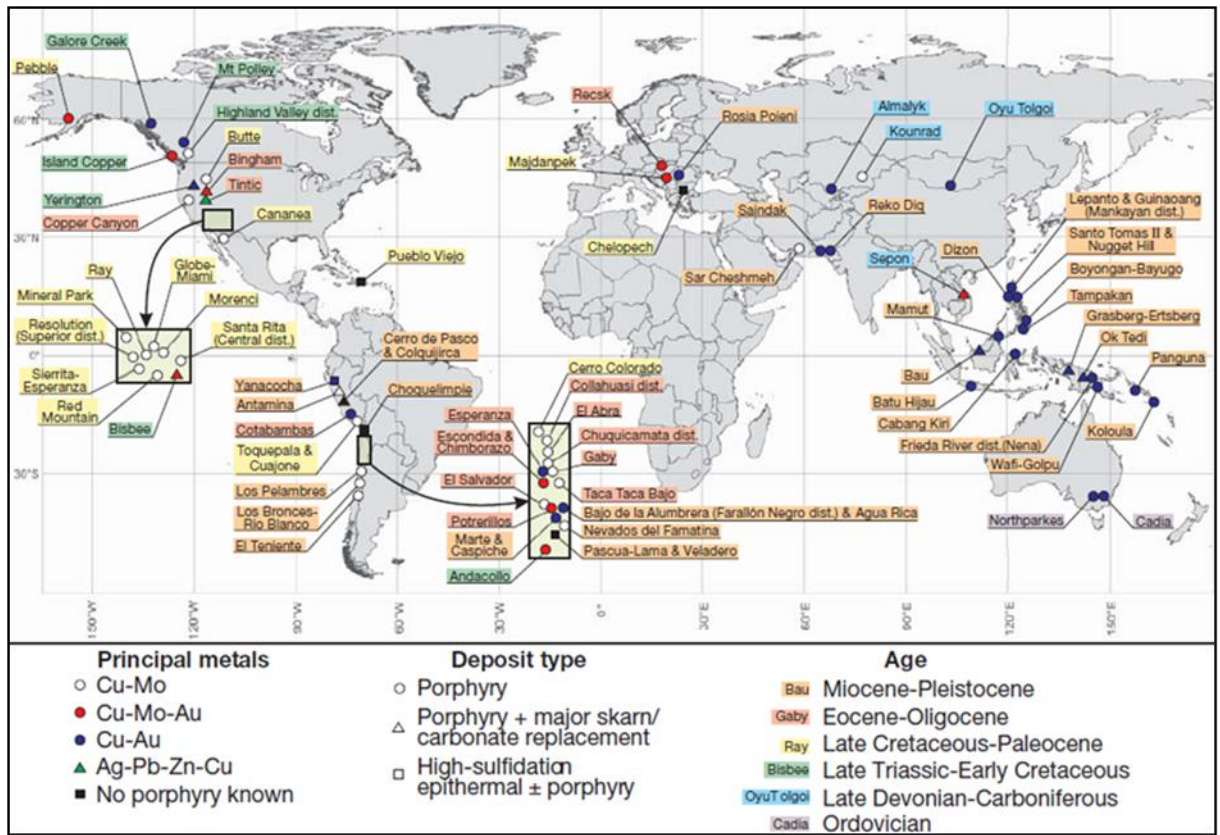 Galore Creek
Pebble
Mt Polley
Highland Valley dist.
Butte
Island Copper
Bingham
Yerington
Tintic
Copper Canyon
Cananea
Recsk
Rosia Poleni
Majdanpek
Almalyk
Oyu Tolgoi
Kounrad
Saindak
Reko Diq
Lepanto & Guinaoang
(Mankayan dist.)
Chelopech
Sepon
Dizon
Santo Tomas II &
Nugget Hill
Sar Cheshmeh
Boyongan-Bayugo
Mamut
Tampakan
Grasberg-Ertsberg
Ok Tedi
Panguna
Bau
Batu Hijau
Cabang Kiri
Koloula
Frieda River dist.(Nena)
Wafi-Golpu
Northparkes
Cadia
Pueblo Viejo
Ray
Globe-
Miami
Mineral Park
Morenci
Resolution
(Superior dist.)
Santa Rita
(Central dist.)
Sierrita-
Esperanza
Red
Mountain
Bisbee
Cerro de Pasco
& Colquijirca
Yanacocha
Choquelimpie
Antamina
Cotabambas
Toquepala &
Cuajone
Los Pelambres
Los Bronces-
Rio Blanco
El Teniente
Cerro Colorado
Collahuasi dist.
Esperanza
El Abra
Escondida &
Chimborazo
Chuquicamata dist.
Gaby
El Salvador
Taca Taca Bajo
Potrerillos
Bajo de la Alumbrera (Farallón Negro dist.) & Agua Rica
Marte &
Caspiche
Nevados del Famatina
Pascua-Lama & Veladero
Andacollo
60°N
30°N
0°
30°S
150°W
120°W
90°W
60°W
0°
30°E
60°E
90°E
120°E
150°E
Principal metals
Cu-Mo
Cu-Mo-Au
Cu-Au
Ag-Pb-Zn-Cu
No porphyry known
Deposit type
Porphyry
Porphyry + major skarn/
carbonate replacement
High-sulfidation
epithermal ± porphyry
Age
Bau Miocene-Pleistocene
Gaby Eocene-Oligocene
Ray Late Cretaceous-Paleocene
Bisbee Late Triassic-Early Cretaceous
OyuTolgoi Late Devonian-Carboniferous
Cadia Ordovician